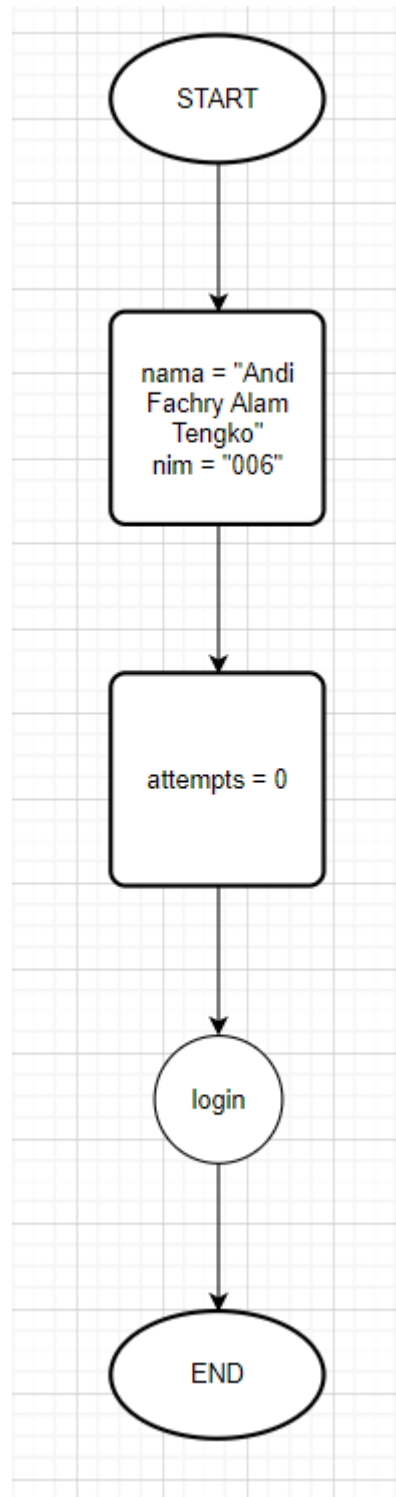 START
nama = "Andi
Fachry Alam
Tengko"
nim = "006"
attempts = 0
login
END